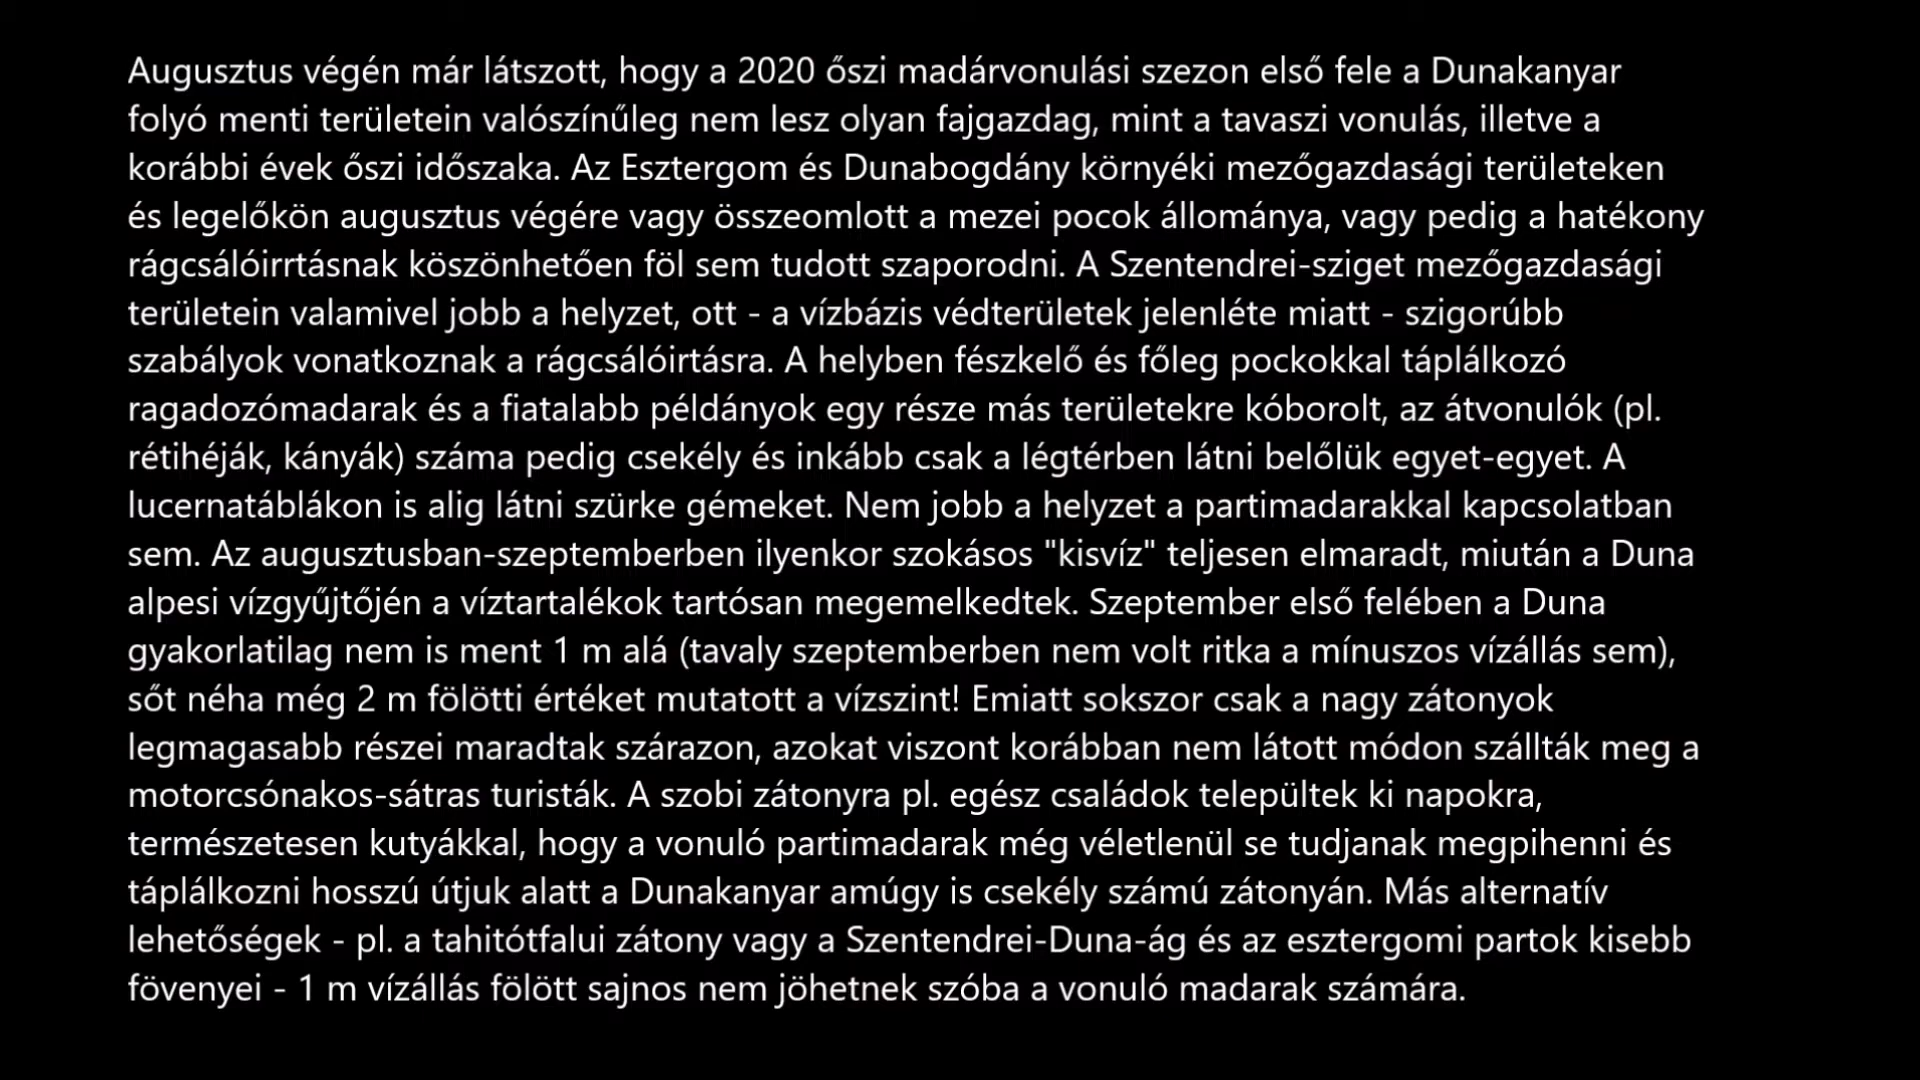 Augusztus végén már látszott, hogy a 2020 őszi madárvonulási szezon első fele a Dunakanyar
folyó menti területein valószínűleg nem lesz olyan fajgazdag, mint a tavaszi vonulás, illetve a
korábbi évek őszi időszaka. Az Esztergom és Dunabogdány környéki mezőgazdasági területeken
és legelőkön augusztus végére vagy összeomlott a mezei pocok állománya, vagy pedig a hatékony
rágcsálóirrtásnak köszönhetően föl sem tudott szaporodni. A Szentendrei-sziget mezőgazdasági
területein valamivel jobb a helyzet, ott - a vízbázis védterületek jelenléte miatt - szigorúbb
szabályok vonatkoznak a rágcsálóirtásra. A helyben fészkelő és főleg pockokkal táplálkozó
ragadozómadarak és a fiatalabb példányok egy része más területekre kóborolt, az átvonulók (pl.
rétihéják, kányák) száma pedig csekély és inkább csak a légtérben látni belőlük egyet-egyet. A
lucernatáblákon is alig látni szürke gémeket. Nem jobb a helyzet a partimadarakkal kapcsolatban
sem. Az augusztusban-szeptemberben ilyenkor szokásos "kisvíz" teljesen elmaradt, miután a Duna
alpesi vízgyűjtőjén a víztartalékok tartósan megemelkedtek. Szeptember első felében a Duna
gyakorlatilag nem is ment 1 m alá (tavaly szeptemberben nem volt ritka a mínuszos vízállás sem),
sőt néha még 2 m fölötti értéket mutatott a vízszint! Emiatt sokszor csak a nagy zátonyok
legmagasabb részei maradtak szárazon, azokat viszont korábban nem látott módon szállták meg a
motorcsónakos-sátras turisták. A szobi zátonyra pl. egész családok települtek ki napokra,
természetesen kutyákkal, hogy a vonuló partimadarak még véletlenül se tudjanak megpihenni és
táplálkozni hosszú útjuk alatt a Dunakanyar amúgy is csekély számú zátonyán. Más alternatív
lehetőségek - pl. a tahitótfalui zátony vagy a Szentendrei-Duna-ág és az esztergomi partok kisebb
fövenyei - 1 m vízállás fölött sajnos nem jöhetnek szóba a vonuló madarak számára.